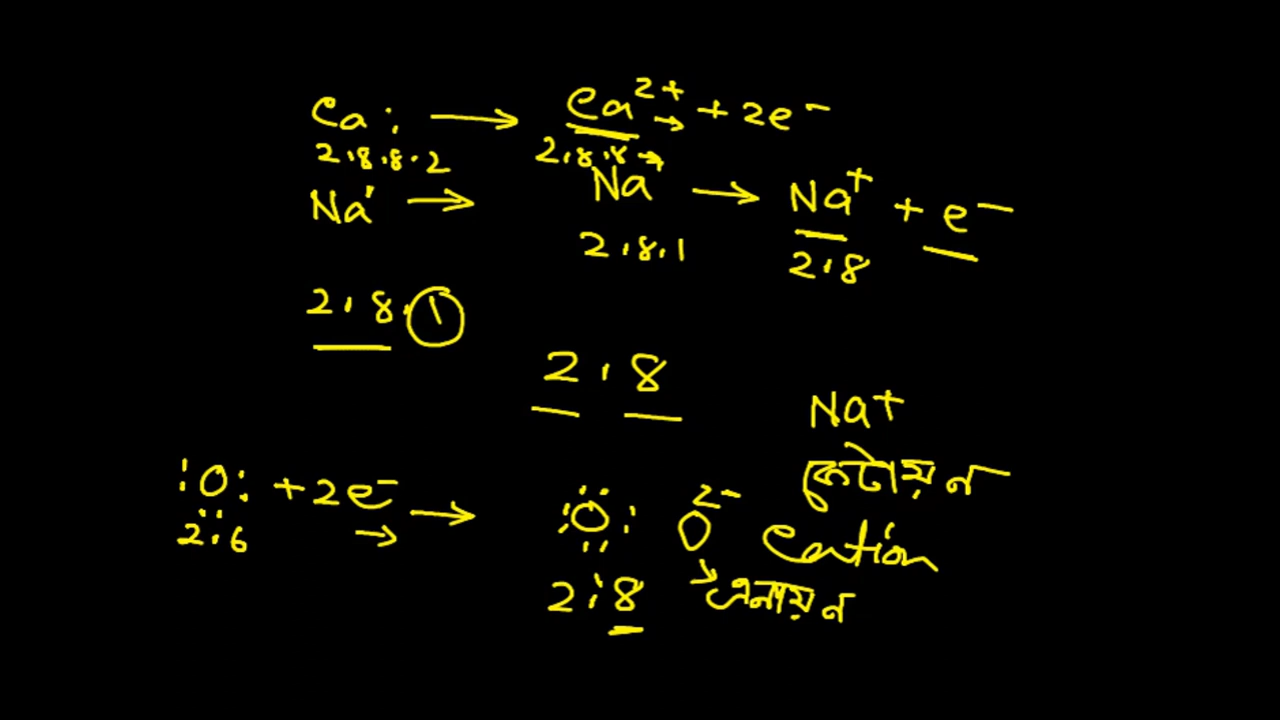 Ca: → Ca²⁺ → + 2e⁻
2.8.8.2 2.8.8 →
Na· → Na· → Na⁺ + e⁻
2.8.1 2.8
2.8.1
2.8
Na⁺
:O: + 2e⁻ → :O: O²⁻ কেটায়ন
2.6 → Cation
2:8 → এনায়ন